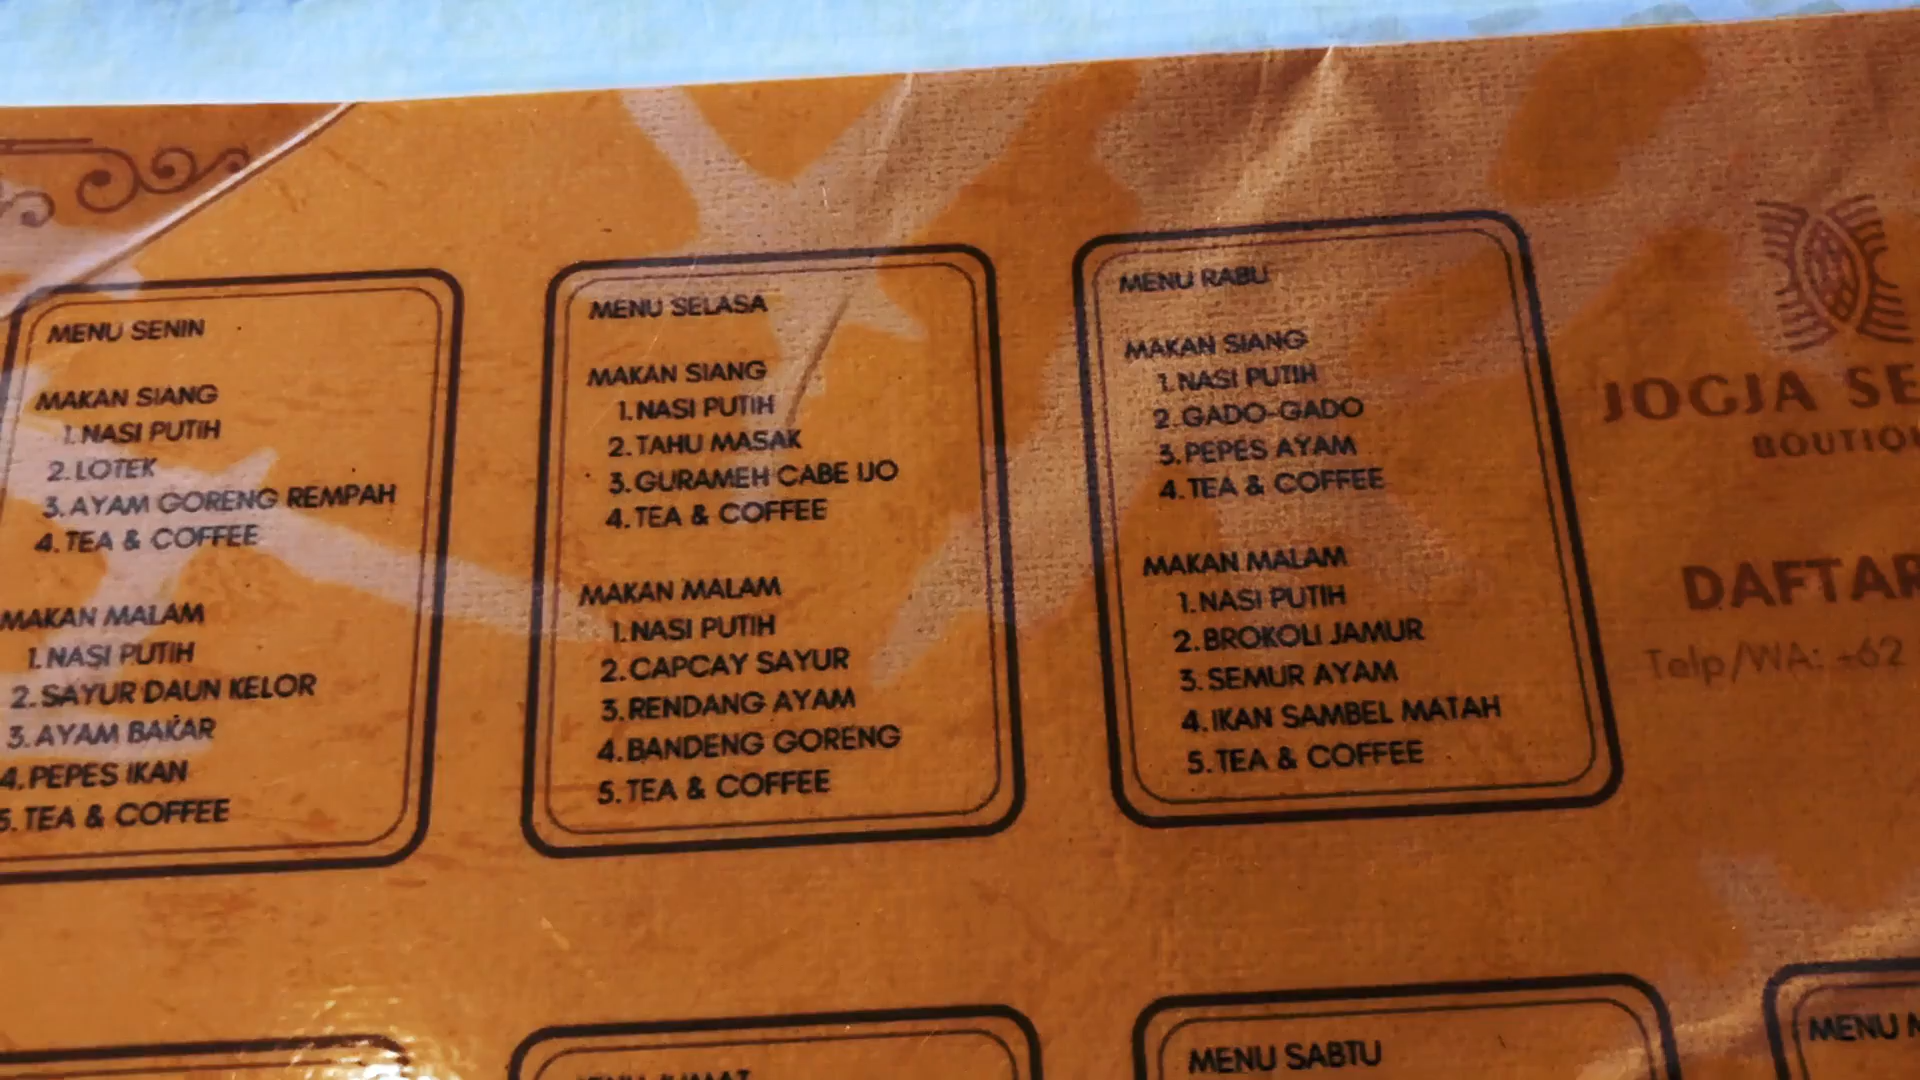 MENU SENIN
MAKAN SIANG
1. NASI PUTIH
2. LOTEK
3. AYAM GORENG REMPAH
4. TEA & COFFEE
MAKAN MALAM
1. NASI PUTIH
2. SAYUR DAUN KELOR
3. AYAM BAKAR
4. PEPES IKAN
5. TEA & COFFEE
MENU SELASA
MAKAN SIANG
1. NASI PUTIH
2. TAHU MASAK
3. GURAMEH CABE IJO
4. TEA & COFFEE
MAKAN MALAM
1. NASI PUTIH
2. CAPCAY SAYUR
3. RENDANG AYAM
4. BANDENG GORENG
5. TEA & COFFEE
MENU RABU
MAKAN SIANG
1. NASI PUTIH
2. GADO-GADO
3. PEPES AYAM
4. TEA & COFFEE
MAKAN MALAM
1. NASI PUTIH
2. BROKOLI JAMUR
3. SEMUR AYAM
4. IKAN SAMBEL MATAH
5. TEA & COFFEE
JOGJA
DAFTAR
Telp/WA: +62
MENU SABTU
MENU